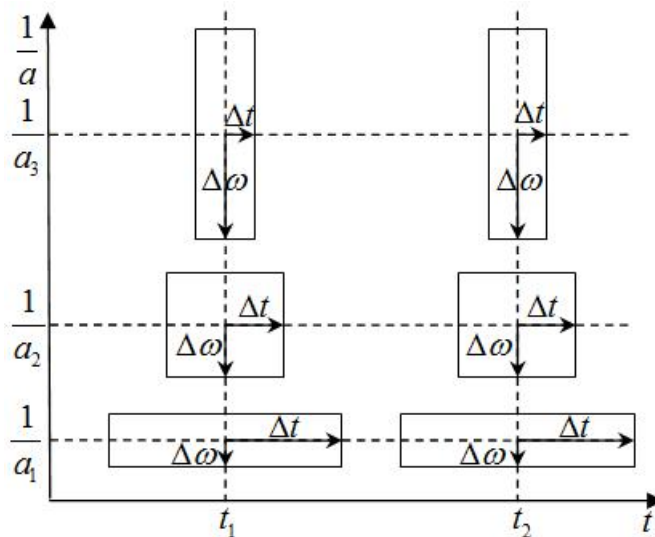 1/a
Δt Δt
1/a₃
Δω Δω
Δt Δt
1/a₂
Δω Δω
Δt Δt
1/a₁
Δω Δω
t₁ t₂ t